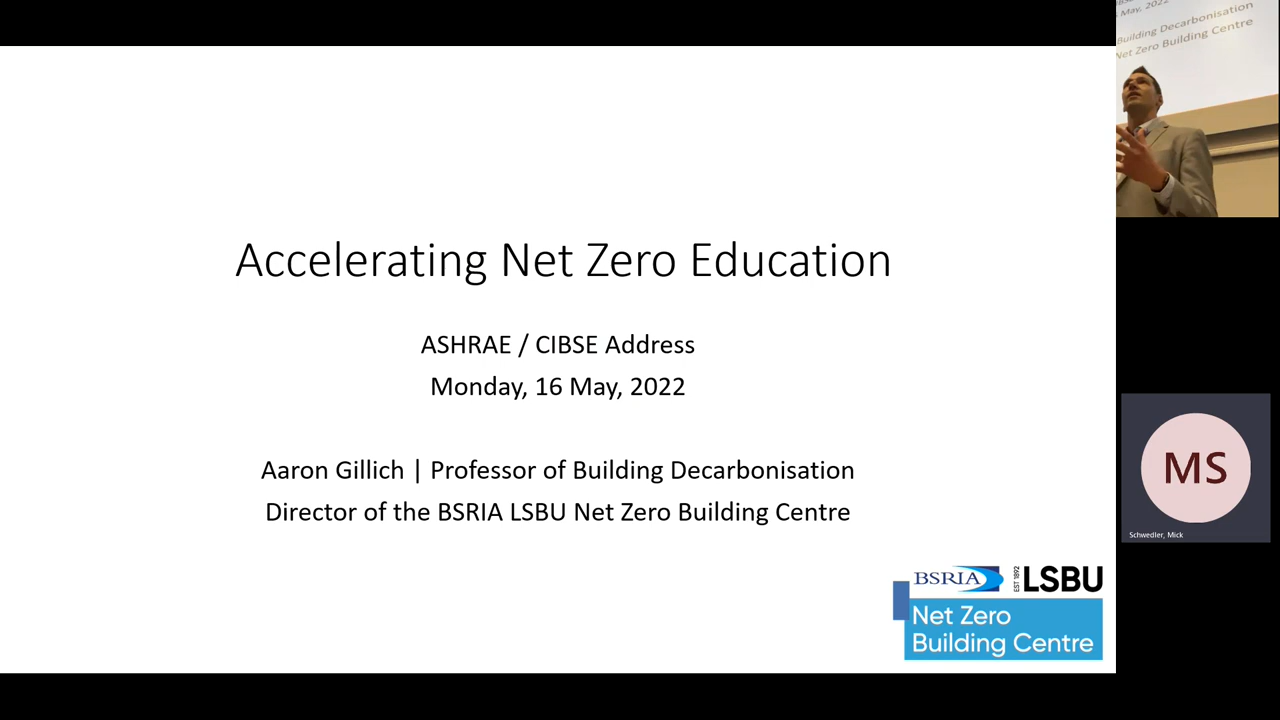 Accelerating Net Zero Education
ASHRAE / CIBSE Address
Monday, 16 May, 2022
Aaron Gillich | Professor of Building Decarbonisation
Director of the BSRIA LSBU Net Zero Building Centre
BSRIA
EST 1892
LSBU
Net Zero
Building Centre
May, 2022
Building Decarbonisation
Net Zero Building Centre
MS
Schwedler, Mick